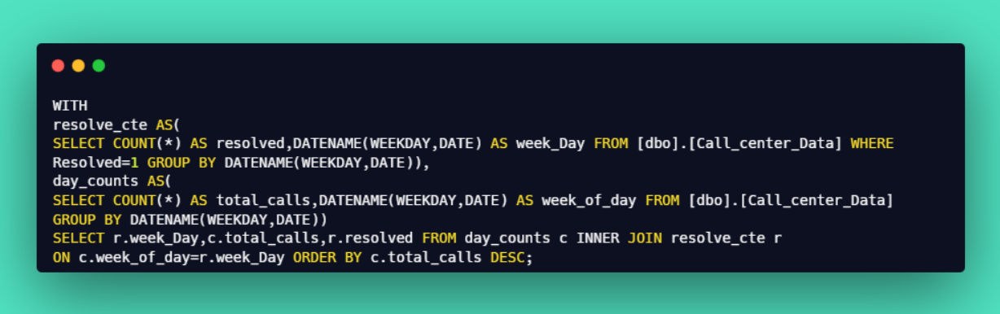 WITH
resolve_cte AS(
SELECT COUNT(*) AS resolved,DATENAME(WEEKDAY,DATE) AS week_Day FROM [dbo].[Call_center_Data] WHERE
Resolved=1 GROUP BY DATENAME(WEEKDAY,DATE)),
day_counts AS(
SELECT COUNT(*) AS total_calls,DATENAME(WEEKDAY,DATE) AS week_of_day FROM [dbo].[Call_center_Data]
GROUP BY DATENAME(WEEKDAY,DATE))
SELECT r.week_Day,c.total_calls,r.resolved FROM day_counts c INNER JOIN resolve_cte r
ON c.week_of_day=r.week_Day ORDER BY c.total_calls DESC;